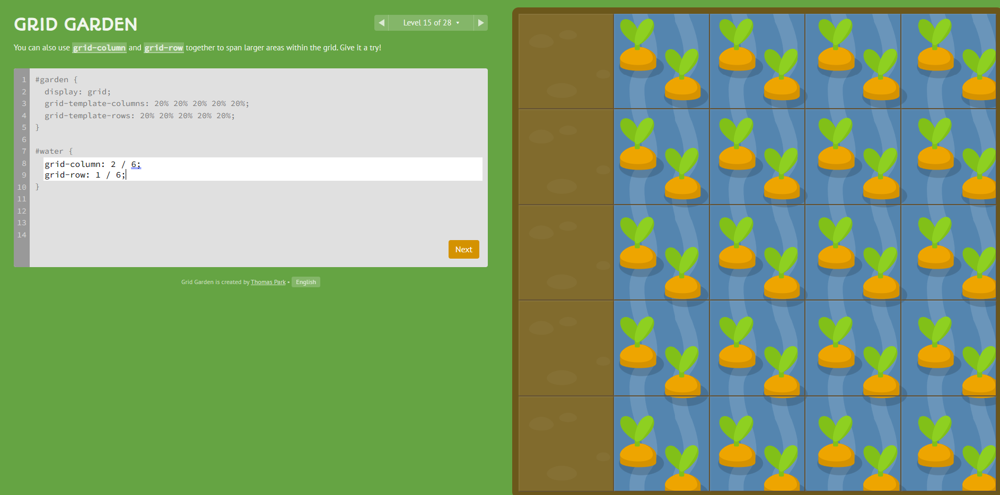 GRID GARDEN
◀ Level 15 of 28 ▾ ▶
You can also use grid-column and grid-row together to span larger areas within the grid. Give it a try!
1 #garden {
2 display: grid;
3 grid-template-columns: 20% 20% 20% 20% 20%;
4 grid-template-rows: 20% 20% 20% 20% 20%;
5 }
6
7 #water {
8 grid-column: 2 / 6;
9 grid-row: 1 / 6;
10 }
11
12
13
14
Next
Grid Garden is created by Thomas Park • English